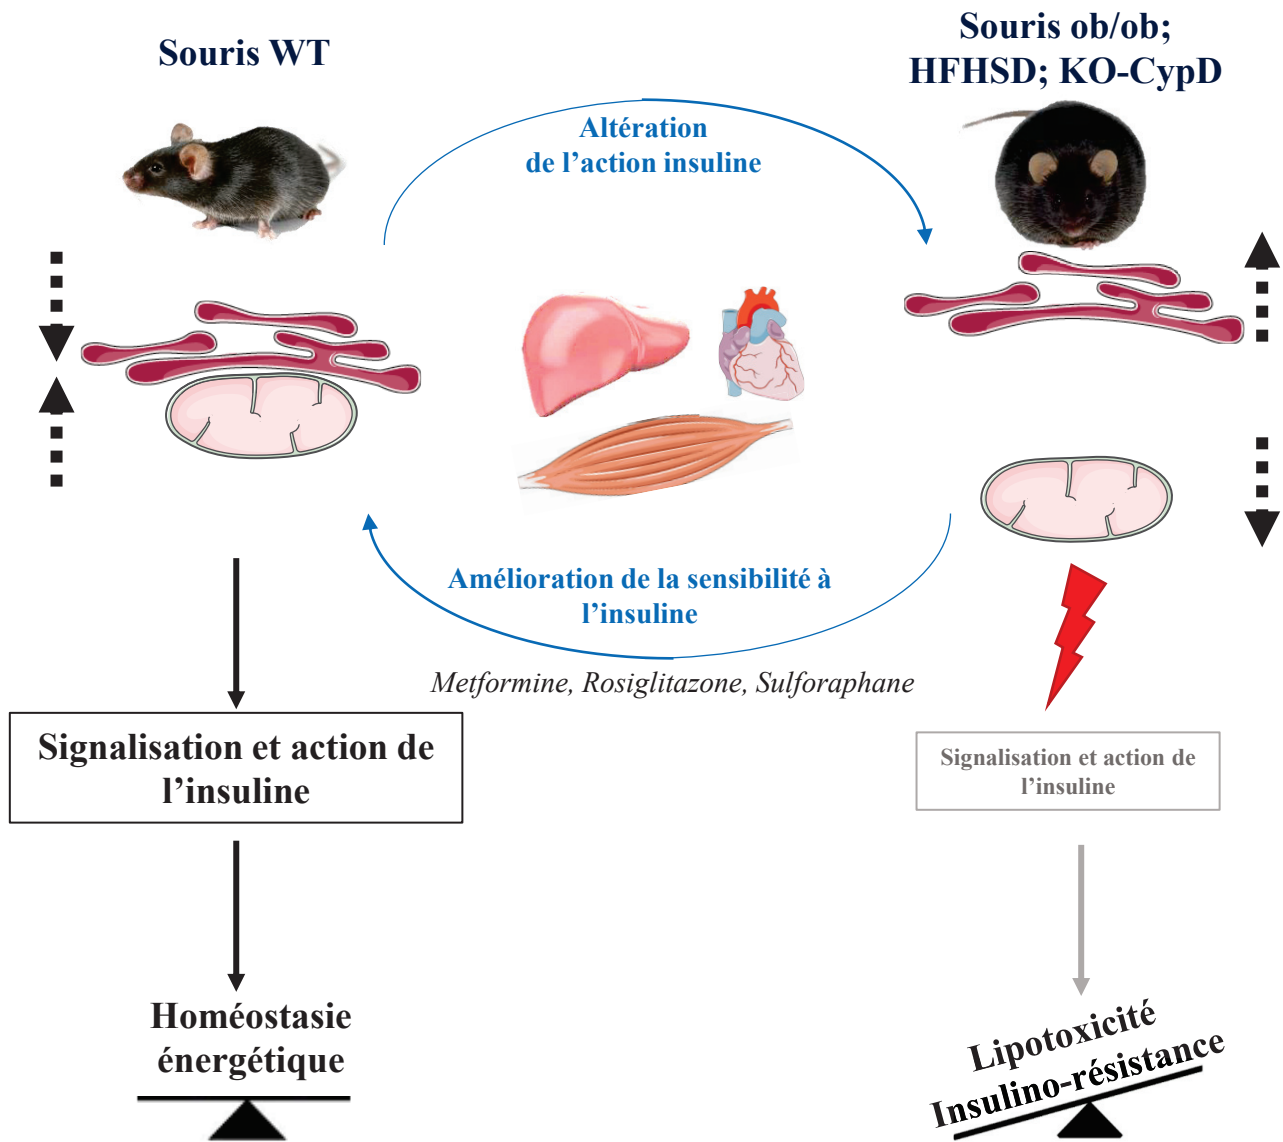 Souris WT
Souris ob/ob;
HFHSD; KO-CypD
Altération
de l’action insuline
Amélioration de la sensibilité à
l’insuline
Metformine, Rosiglitazone, Sulforaphane
Signalisation et action de
l’insuline
Signalisation et action de
l’insuline
Homéostasie
énergétique
Lipotoxicité
Insulino-résistance